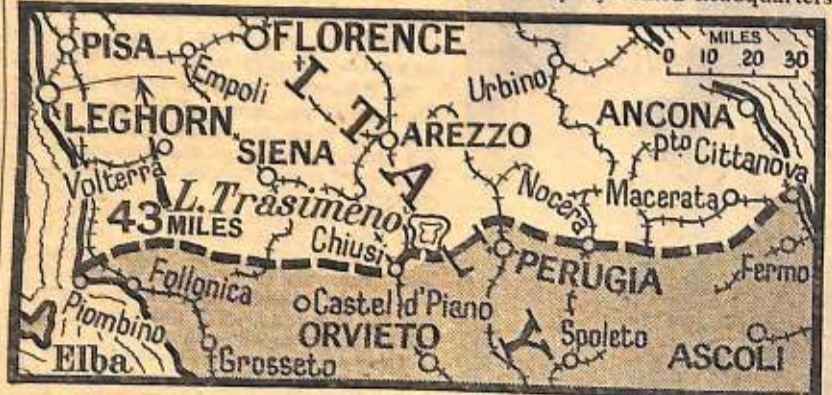 headquarters
PISA
FLORENCE
Empoli
ITALY
Urbino
MILES
0 10 20 30
LEGHORN
AREZZO
ANCONA
pto Cittanova
Volterra
SIENA
L. Trasimeno
Nocera
Macerata
43 MILES
Chiusi
PERUGIA
Fermo
Follonica
Piombino
Castel d'Piano
ORVIETO
Spoleto
ASCOLI
Elba
Grosseto